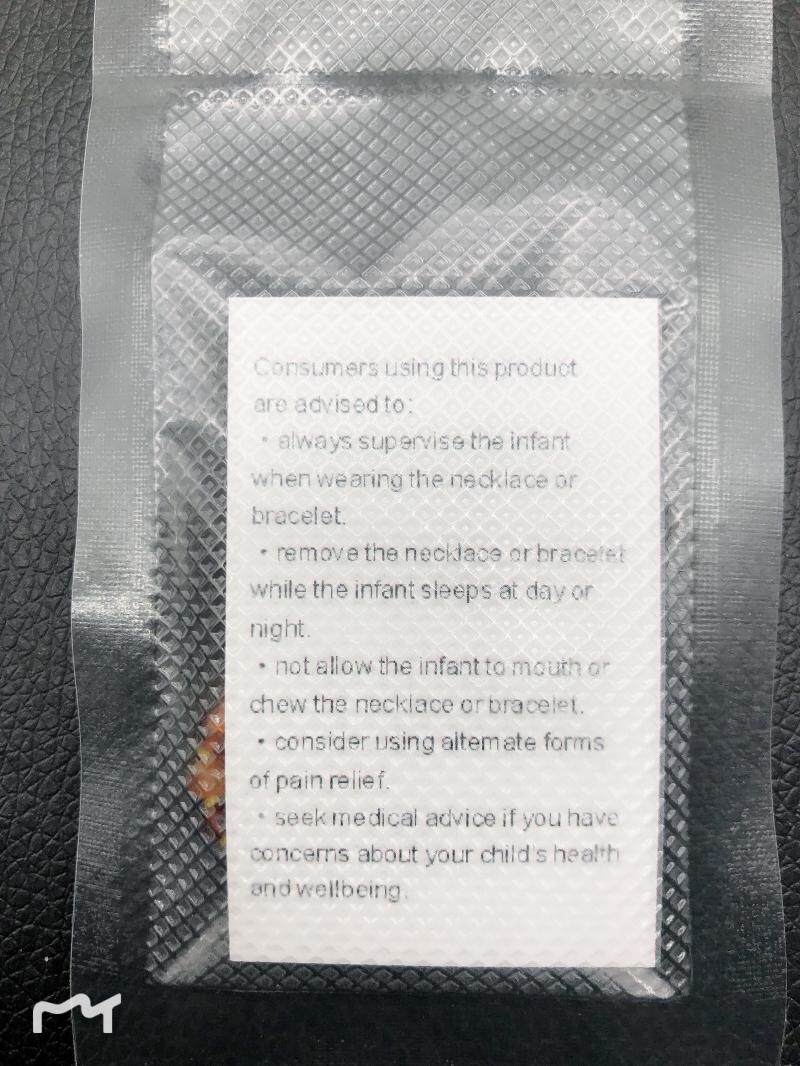 Consumers using this product
are advised to:
• always supervise the infant
when wearing the necklace or
bracelet.
• remove the necklace or bracelet
while the infant sleeps at day or
night.
• not allow the infant to mouth or
chew the necklace or bracelet.
• consider using alternate forms
of pain relief.
• seek medical advice if you have
concerns about your child's health
and wellbeing.